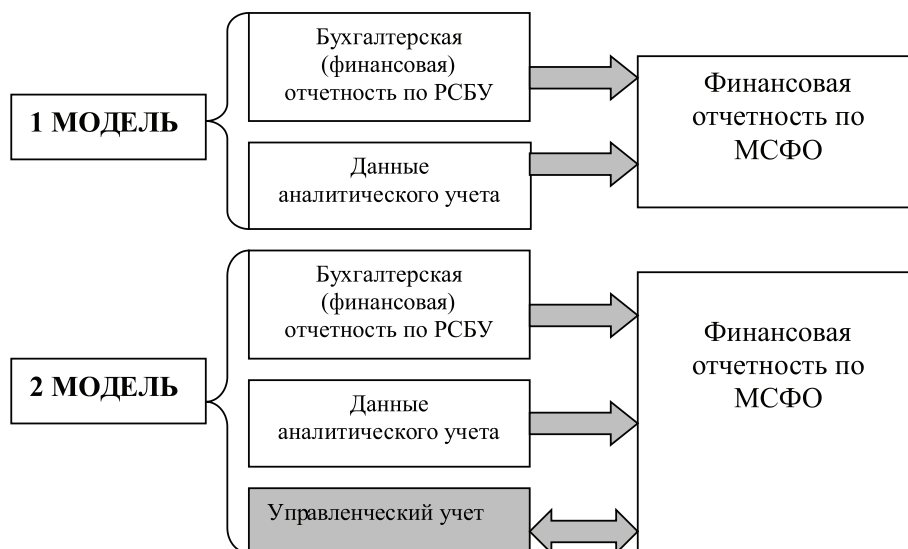 1 МОДЕЛЬ
Бухгалтерская
(финансовая)
отчетность по РСБУ
Данные
аналитического учета
Финансовая
отчетность по
МСФО
2 МОДЕЛЬ
Бухгалтерская
(финансовая)
отчетность по РСБУ
Данные
аналитического учета
Управленческий учет
Финансовая
отчетность по
МСФО